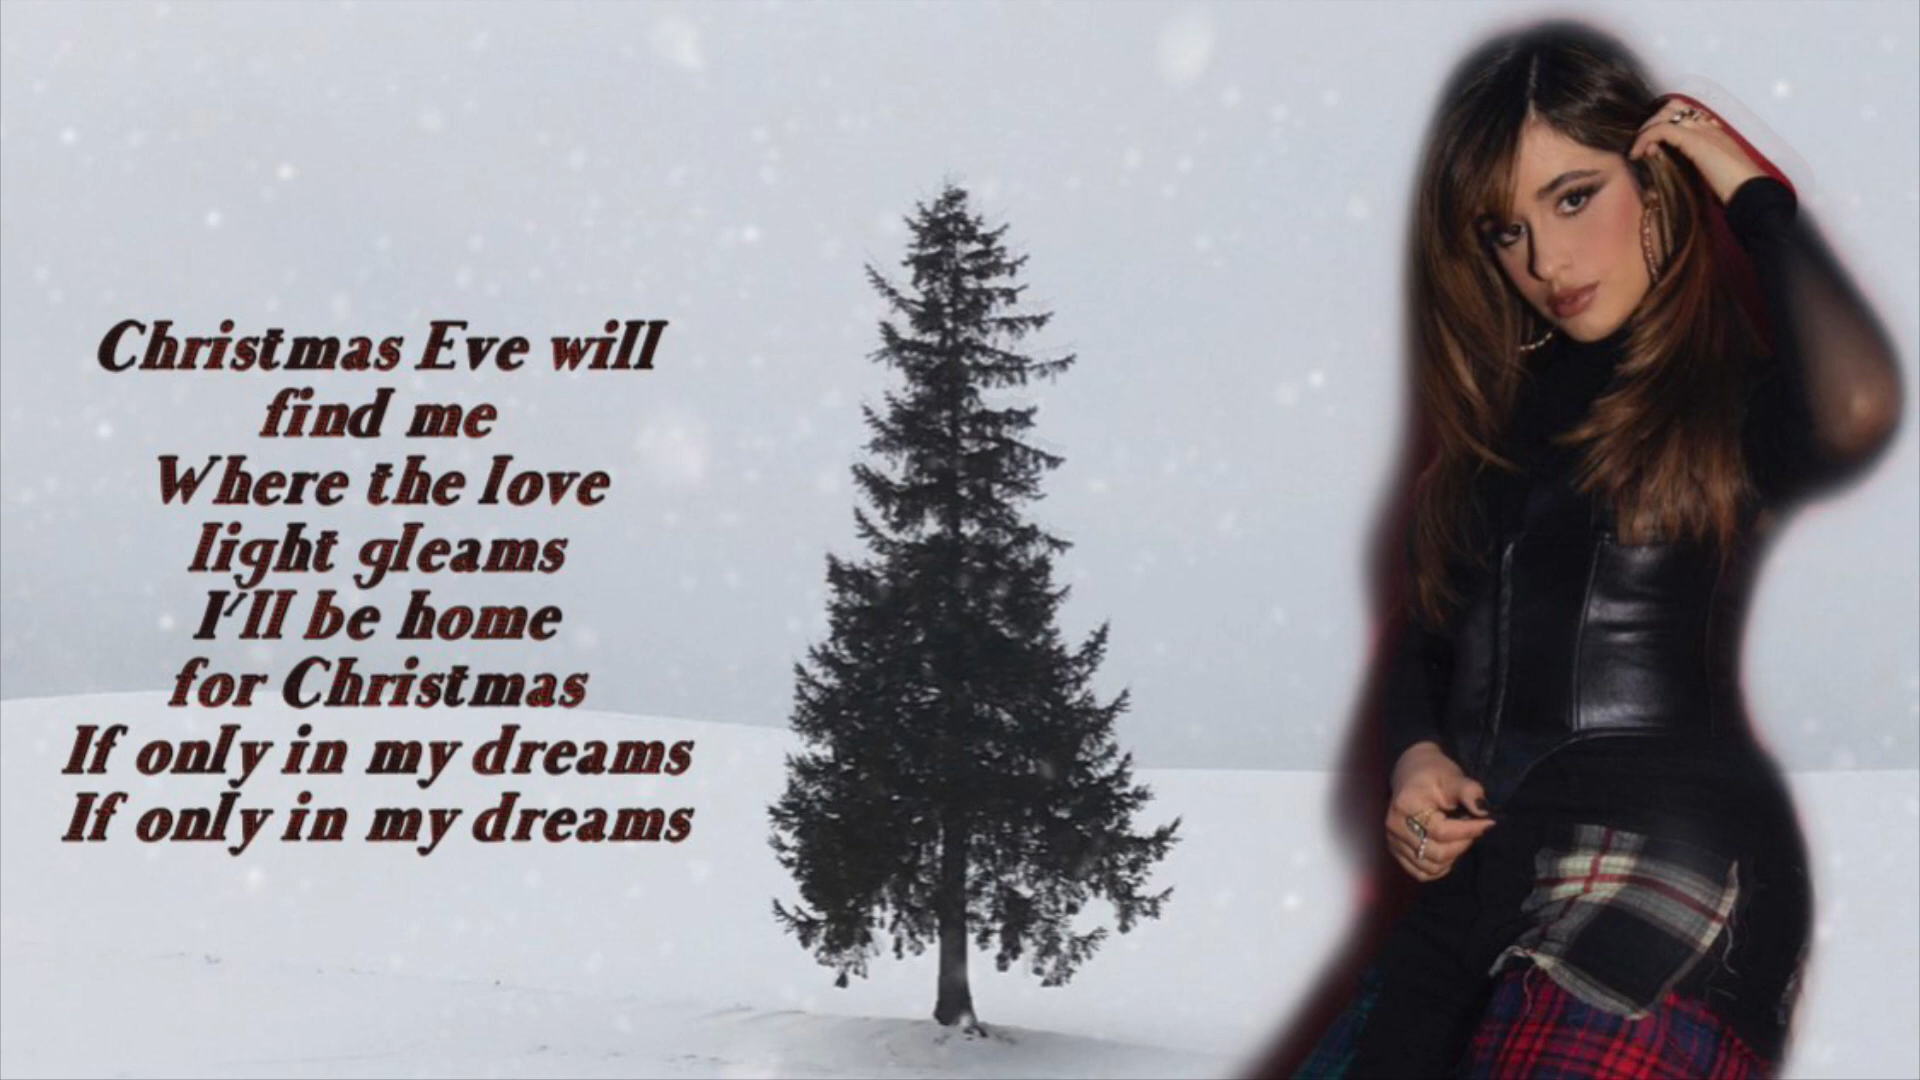 Christmas Eve will
find me
Where the love
light gleams
I'll be home
for Christmas
If only in my dreams
If only in my dreams